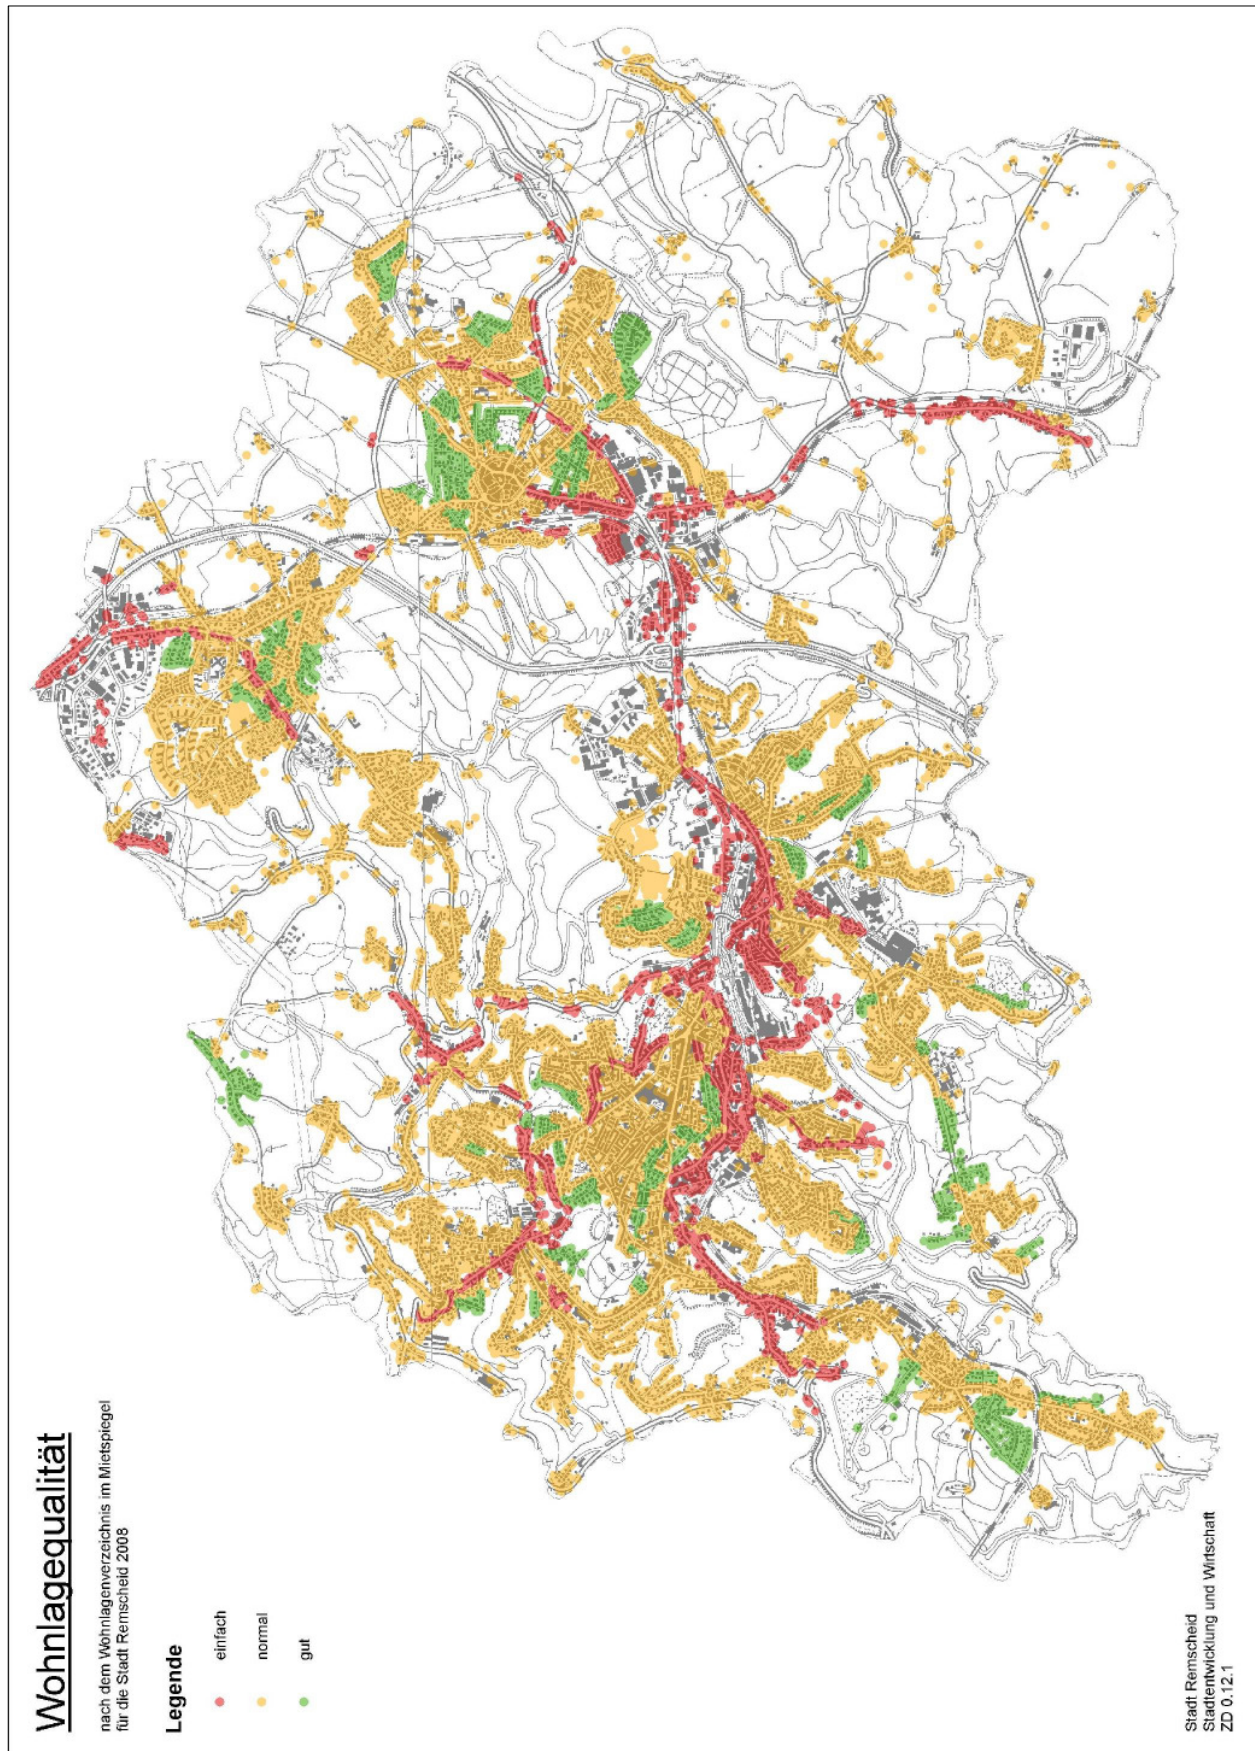 Wohnlagequalität
nach dem Wohnlagenverzeichnis im Mietspiegel
für die Stadt Remscheid 2008
Legende
einfach
normal
gut
Stadt Remscheid
Stadtentwicklung und Wirtschaft
ZD 0.12.1